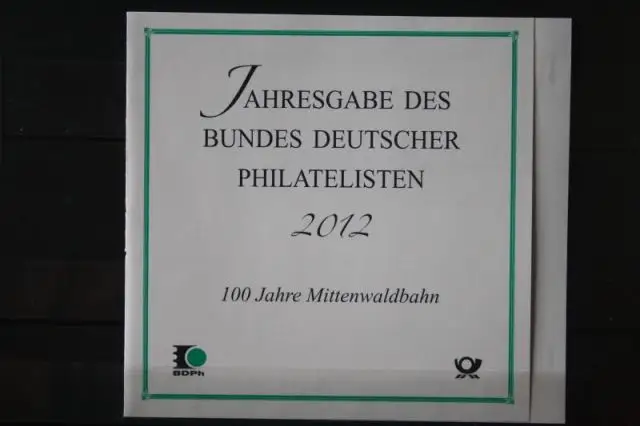 JAHRESGABE DES
BUNDES DEUTSCHER
PHILATELISTEN
2012
100 Jahre Mittenwaldbahn
BDPh